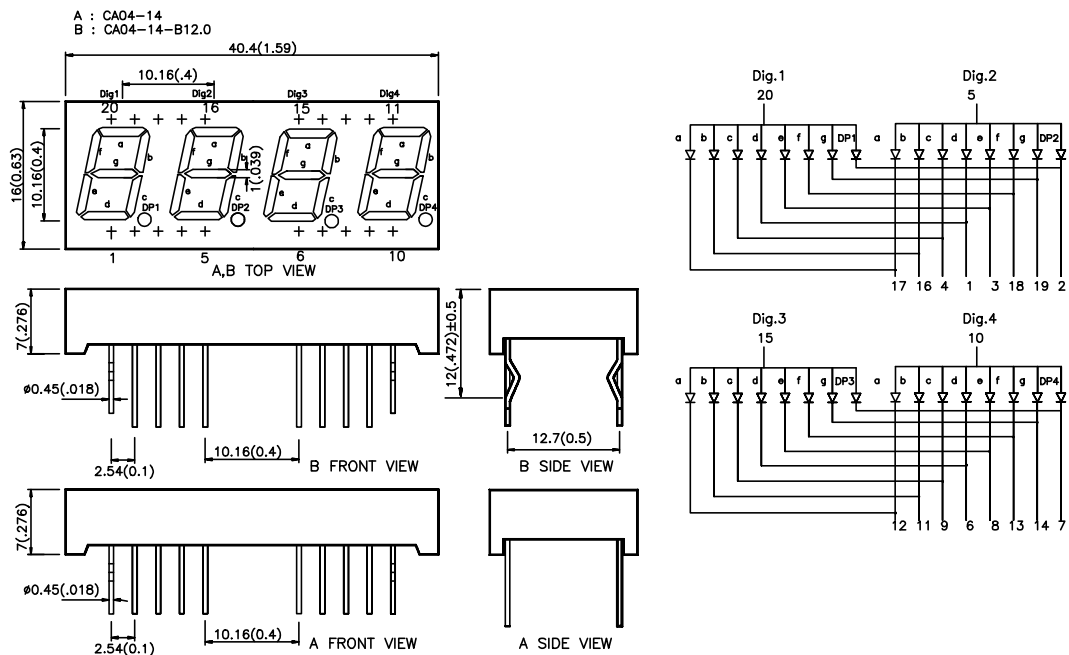 A : CA04-14
B : CA04-14-B12.0
40.4(1.59)
10.16(.4)
Dig1 Dig2 Dig3 Dig4
20 16 15 11
16(0.63)
10.16(0.4)
1(.039)
a b c d e f g DP1
a b c d e f g DP2
a b c d e f g DP3
a b c d e f g DP4
1 5 6 10
A,B TOP VIEW
7(.276)
ø0.45(.018)
2.54(0.1)
10.16(0.4)
B FRONT VIEW
12(.472)±0.5
12.7(0.5)
B SIDE VIEW
7(.276)
ø0.45(.018)
2.54(0.1)
10.16(0.4)
A FRONT VIEW
A SIDE VIEW
Dig.1 Dig.2
20 5
a b c d e f g DP1 a b c d e f g DP2
17 16 4 1 3 18 19 2
Dig.3 Dig.4
15 10
a b c d e f g DP3 a b c d e f g DP4
12 11 9 6 8 13 14 7